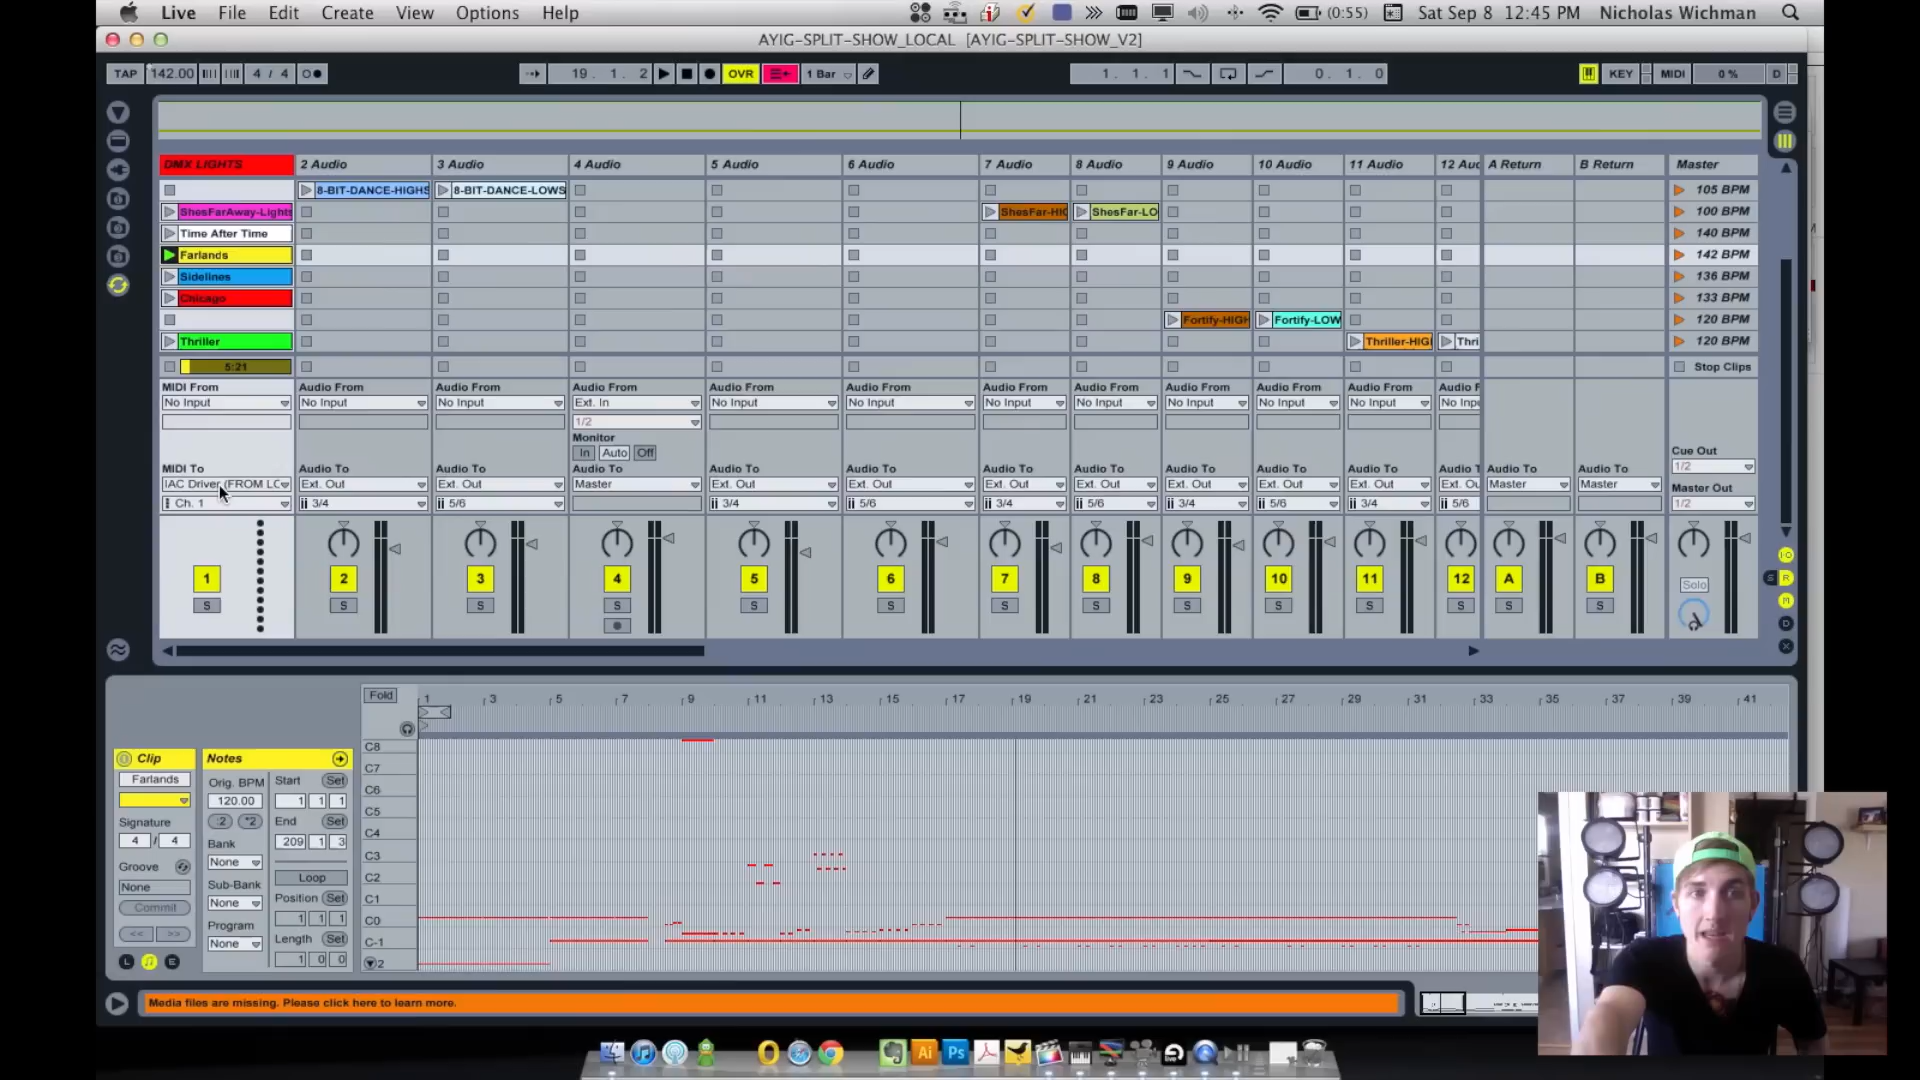 Live File Edit Create View Options Help (0:55) Sat Sep 8 12:45 PM Nicholas Wichman
AYIG-SPLIT-SHOW_LOCAL [AYIG-SPLIT-SHOW_V2]
TAP 142.00 4 / 4 19. 1. 2 OVR 1 Bar 1. 1. 1 0. 1. 0 KEY MIDI 0 % D
DMX LIGHTS 2 Audio 3 Audio 4 Audio 5 Audio 6 Audio 7 Audio 8 Audio 9 Audio 10 Audio 11 Audio 12 Auc A Return B Return Master
8-BIT-DANCE-HIGHS 8-BIT-DANCE-LOWS 105 BPM
ShesFarAway-Lights ShesFar-HIG ShesFar-LO 100 BPM
Time After Time 140 BPM
Farlands 142 BPM
Sidelines 136 BPM
Chicago 133 BPM
Fortify-HIGH Fortify-LOW 120 BPM
Thriller Thriller-HIGH Thri 120 BPM
5:21 Stop Clips
MIDI From Audio From Audio From Audio From Audio From Audio From Audio From Audio From Audio From Audio From Audio From Audio F
No Input No Input No Input Ext. In No Input No Input No Input No Input No Input No Input No Input No Inp
1/2
Monitor
In Auto Off Cue Out
MIDI To Audio To Audio To Audio To Audio To Audio To Audio To Audio To Audio To Audio To Audio To Audio T Audio To Audio To 1/2
IAC Driver (FROM LC Ext. Out Ext. Out Master Ext. Out Ext. Out Ext. Out Ext. Out Ext. Out Ext. Out Ext. Out Ext. Ou Master Master Master Out
Ch. 1 3/4 5/6 3/4 5/6 3/4 5/6 3/4 5/6 3/4 5/6 1/2
1 2 3 4 5 6 7 8 9 10 11 12 A B Solo
S S S S S S S S S S S S S S
Fold 1 3 5 7 9 11 13 15 17 19 21 23 25 27 29 31 33 35 37 39 41
C8
C7
C6
C5
C4
C3
C2
C1
C0
C-1
Clip Notes
Farlands Orig. BPM Start Set
120.00 1 1 1
Signature :2 *2 End Set
4 / 4 209 1 3
Bank
Groove None Loop
None Sub-Bank Position Set
Commit None 1 1 1
<< >> Program Length Set
None 1 0 0
L E
Media files are missing. Please click here to learn more.
Ai Ps